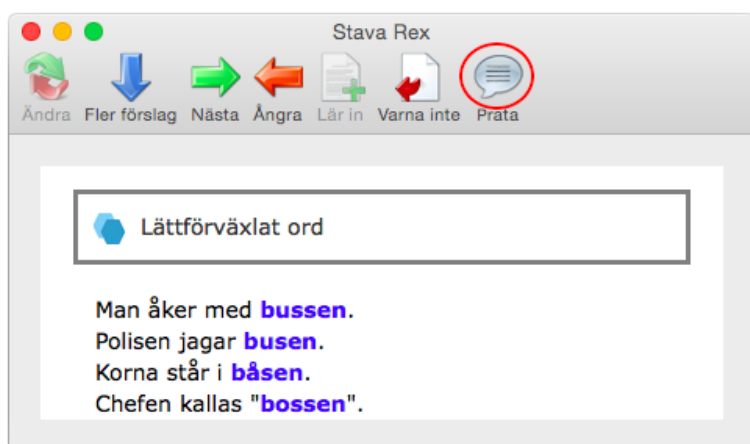 Stava Rex
Ändra Fler förslag Nästa Ångra Lär in Varna inte Prata
Lättförväxlat ord
Man åker med bussen.
Polisen jagar busen.
Korna står i båsen.
Chefen kallas "bossen".